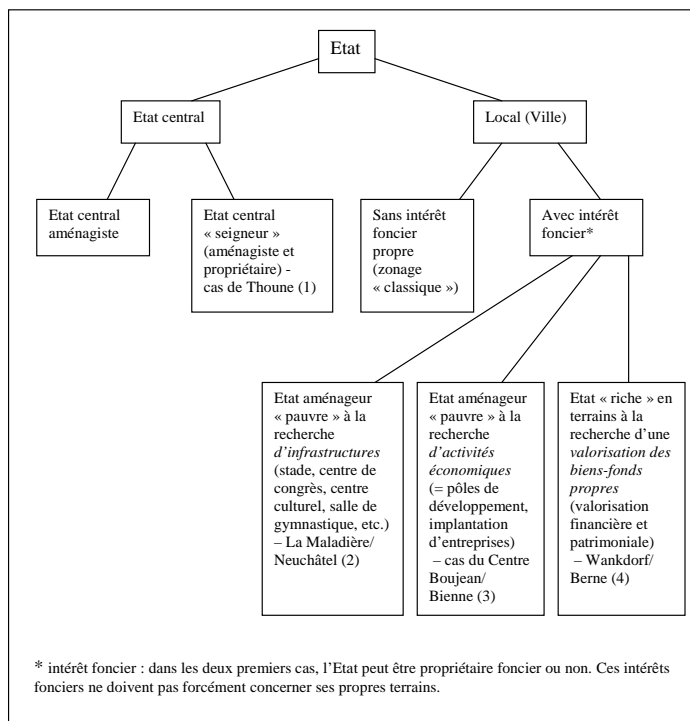 Etat
Etat central
Local (Ville)
Etat central
aménagiste
Etat central
« seigneur »
(aménagiste et
propriétaire) -
cas de Thoune (1)
Sans intérêt
foncier
propre
(zonage
« classique »)
Avec intérêt
foncier*
Etat aménageur
« pauvre » à la
recherche
d’infrastructures
(stade, centre de
congrès, centre
culturel, salle de
gymnastique, etc.)
– La Maladière/
Neuchâtel (2)
Etat aménageur
« pauvre » à la
recherche
d’activités
économiques
(= pôles de
développement,
implantation
d’entreprises)
– cas du Centre
Boujean/
Bienne (3)
Etat « riche » en
terrains à la
recherche d’une
valorisation des
biens-fonds
propres
(valorisation
financière et
patrimoniale)
– Wankdorf/
Berne (4)
* intérêt foncier : dans les deux premiers cas, l’Etat peut être propriétaire foncier ou non. Ces intérêts
fonciers ne doivent pas forcément concerner ses propres terrains.